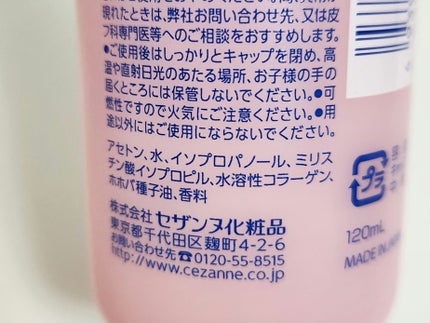 現れたときは、弊社お問い合わせ先、又は皮
フ科専門医等へのご相談をおすすめします。
●ご使用後はしっかりとキャップを閉め、高
温や直射日光のあたる場所、お子様の手の
届くところには保管しないでください。●可
燃性ですので火気にご注意ください。●用
途以外にはご使用にならないでください。
アセトン、水、イソプロパノール、ミリス
チン酸イソプロピル、水溶性コラーゲン、
ホホバ種子油、香料
株式会社 セザンヌ化粧品
東京都千代田区麹町4-2-6
お問い合わせ先☎0120-55-8515
http://www.cezanne.co.jp
プラ
120mL
MADE IN